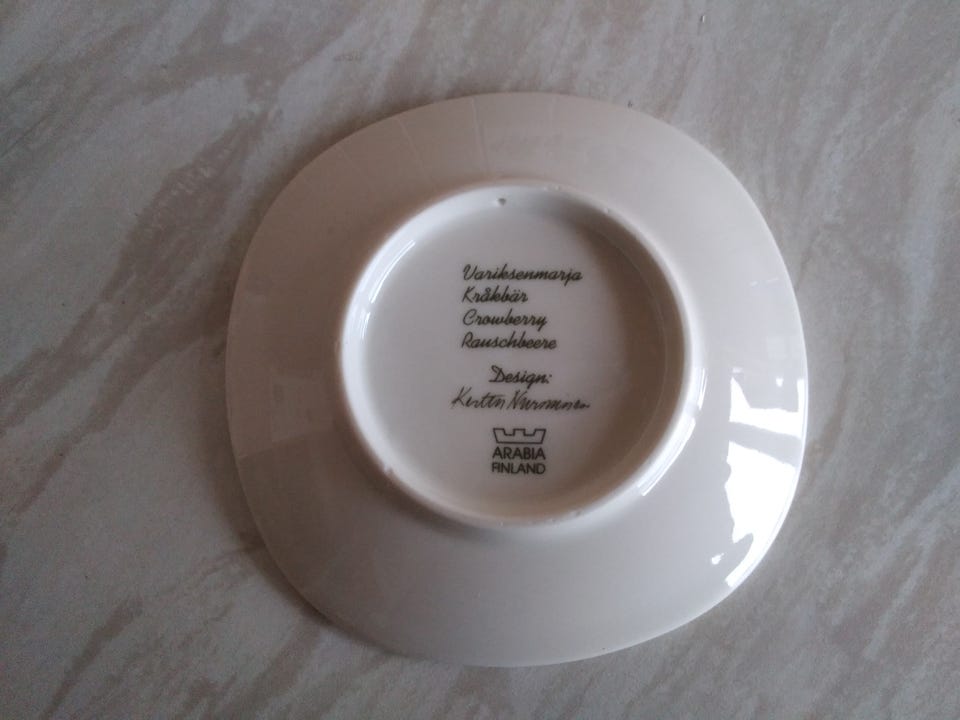 Variksenmarja
Kråkbär
Crowberry
Rauschbeere
Design:
Kerttu Nurminen
ARABIA
FINLAND